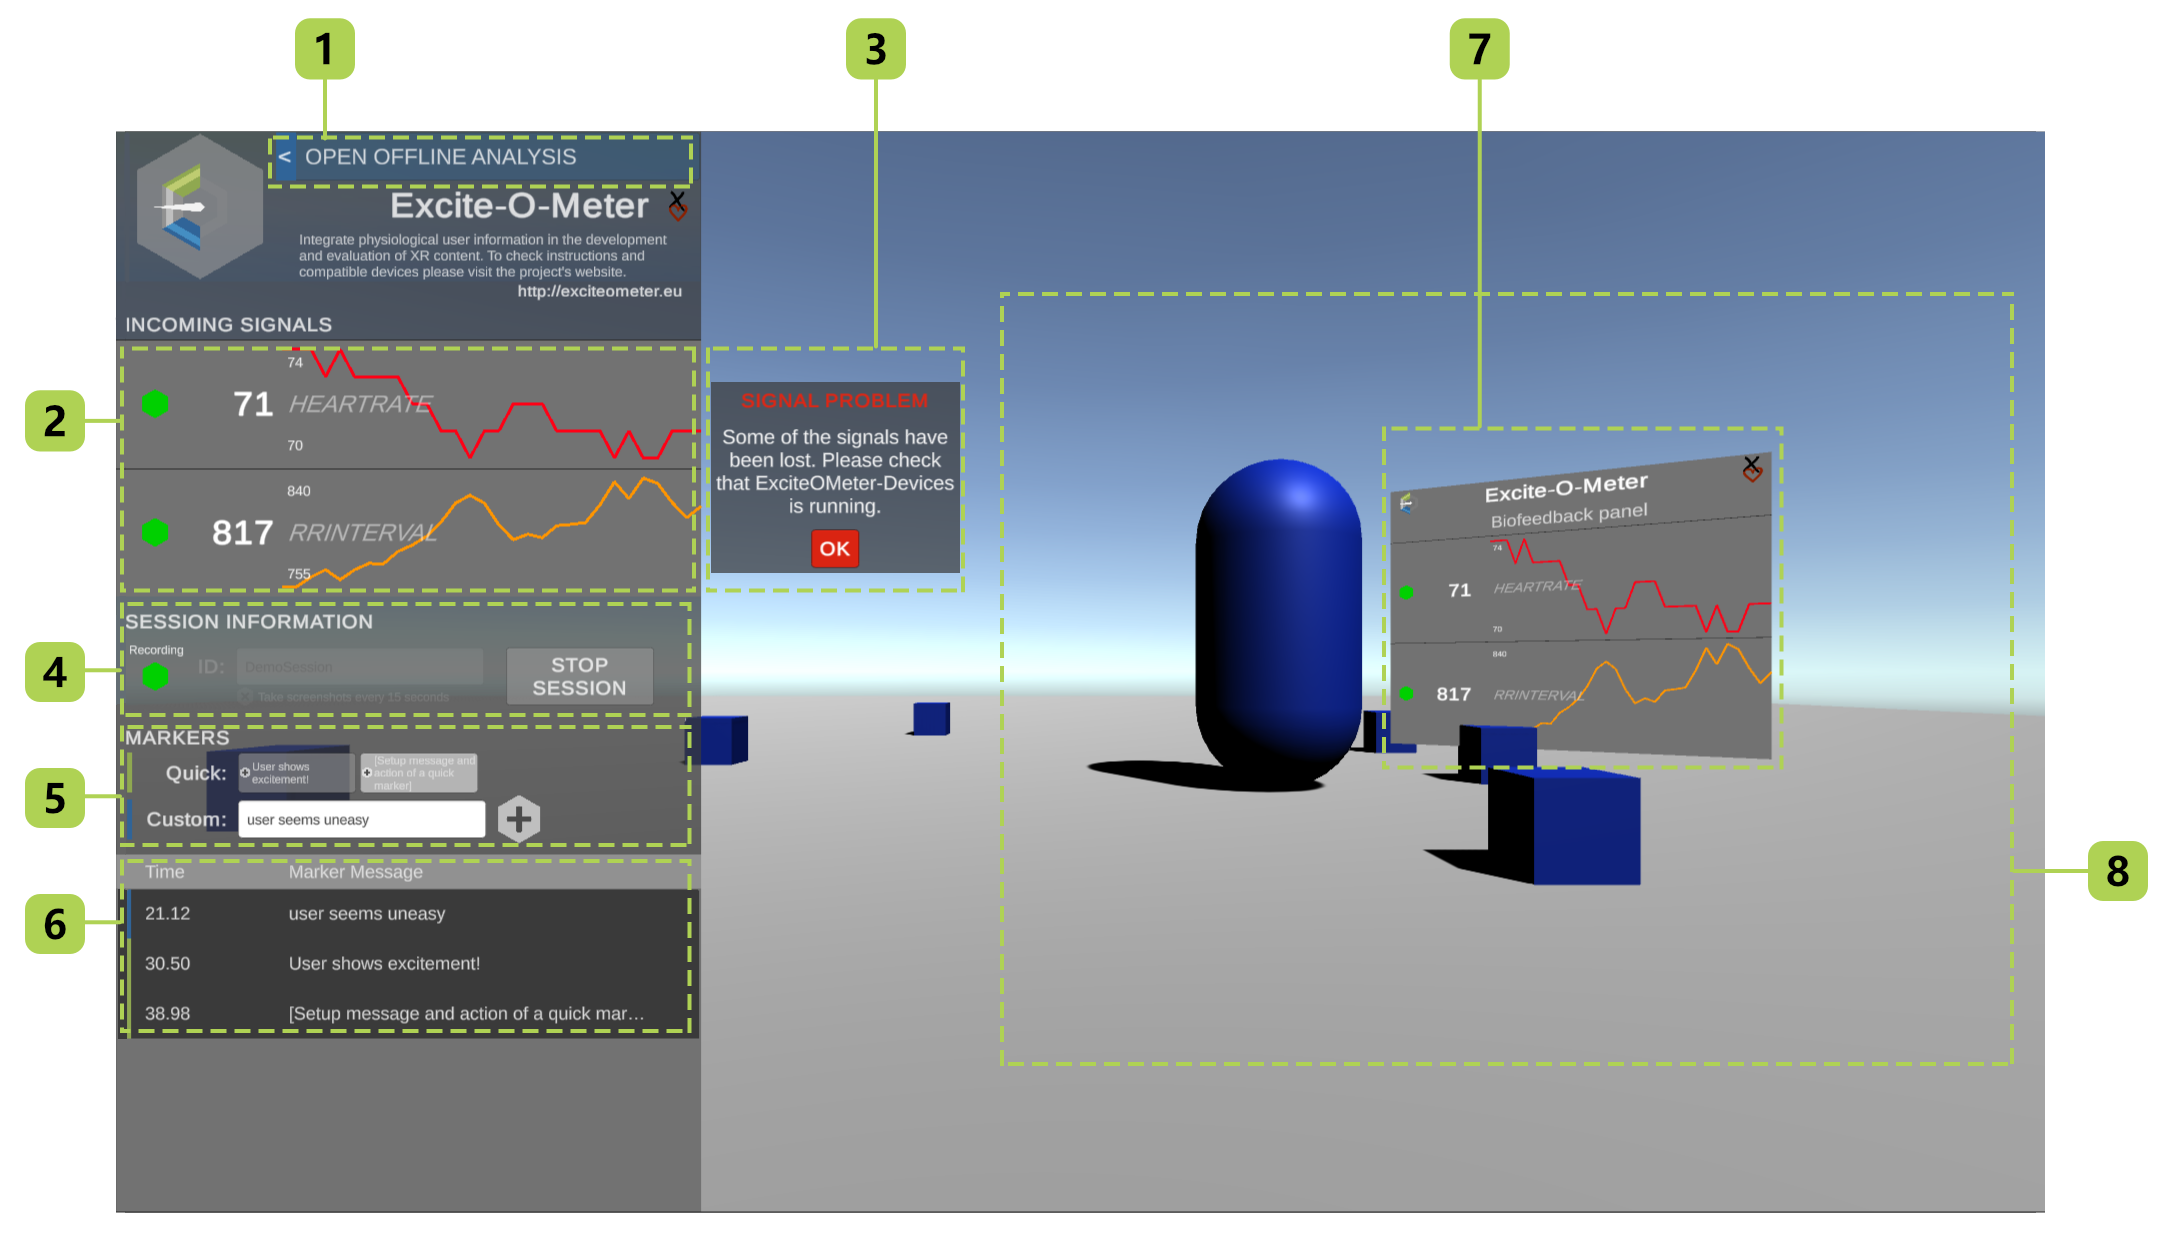 1
3
7
< OPEN OFFLINE ANALYSIS
Excite-O-Meter
Integrate physiological user information in the development
and evaluation of XR content. To check instructions and
compatible devices please visit the project's website.
http://exciteometer.eu
INCOMING SIGNALS
2
74
71 HEARTRATE
70
840
817 RRINTERVAL
755
SIGNAL PROBLEM
Some of the signals have
been lost. Please check
that ExciteOMeter-Devices
is running.
OK
Excite-O-Meter
Biofeedback panel
74
71 HEARTRATE
70
840
817 RRINTERVAL
4
SESSION INFORMATION
Recording
ID: DemoSession
Take screenshots every 15 seconds
STOP
SESSION
5
MARKERS
Quick: User shows
excitement!
[Setup message and
action of a quick
marker]
Custom: user seems uneasy
6
Time Marker Message
21.12 user seems uneasy
30.50 User shows excitement!
38.98 [Setup message and action of a quick mar...
8